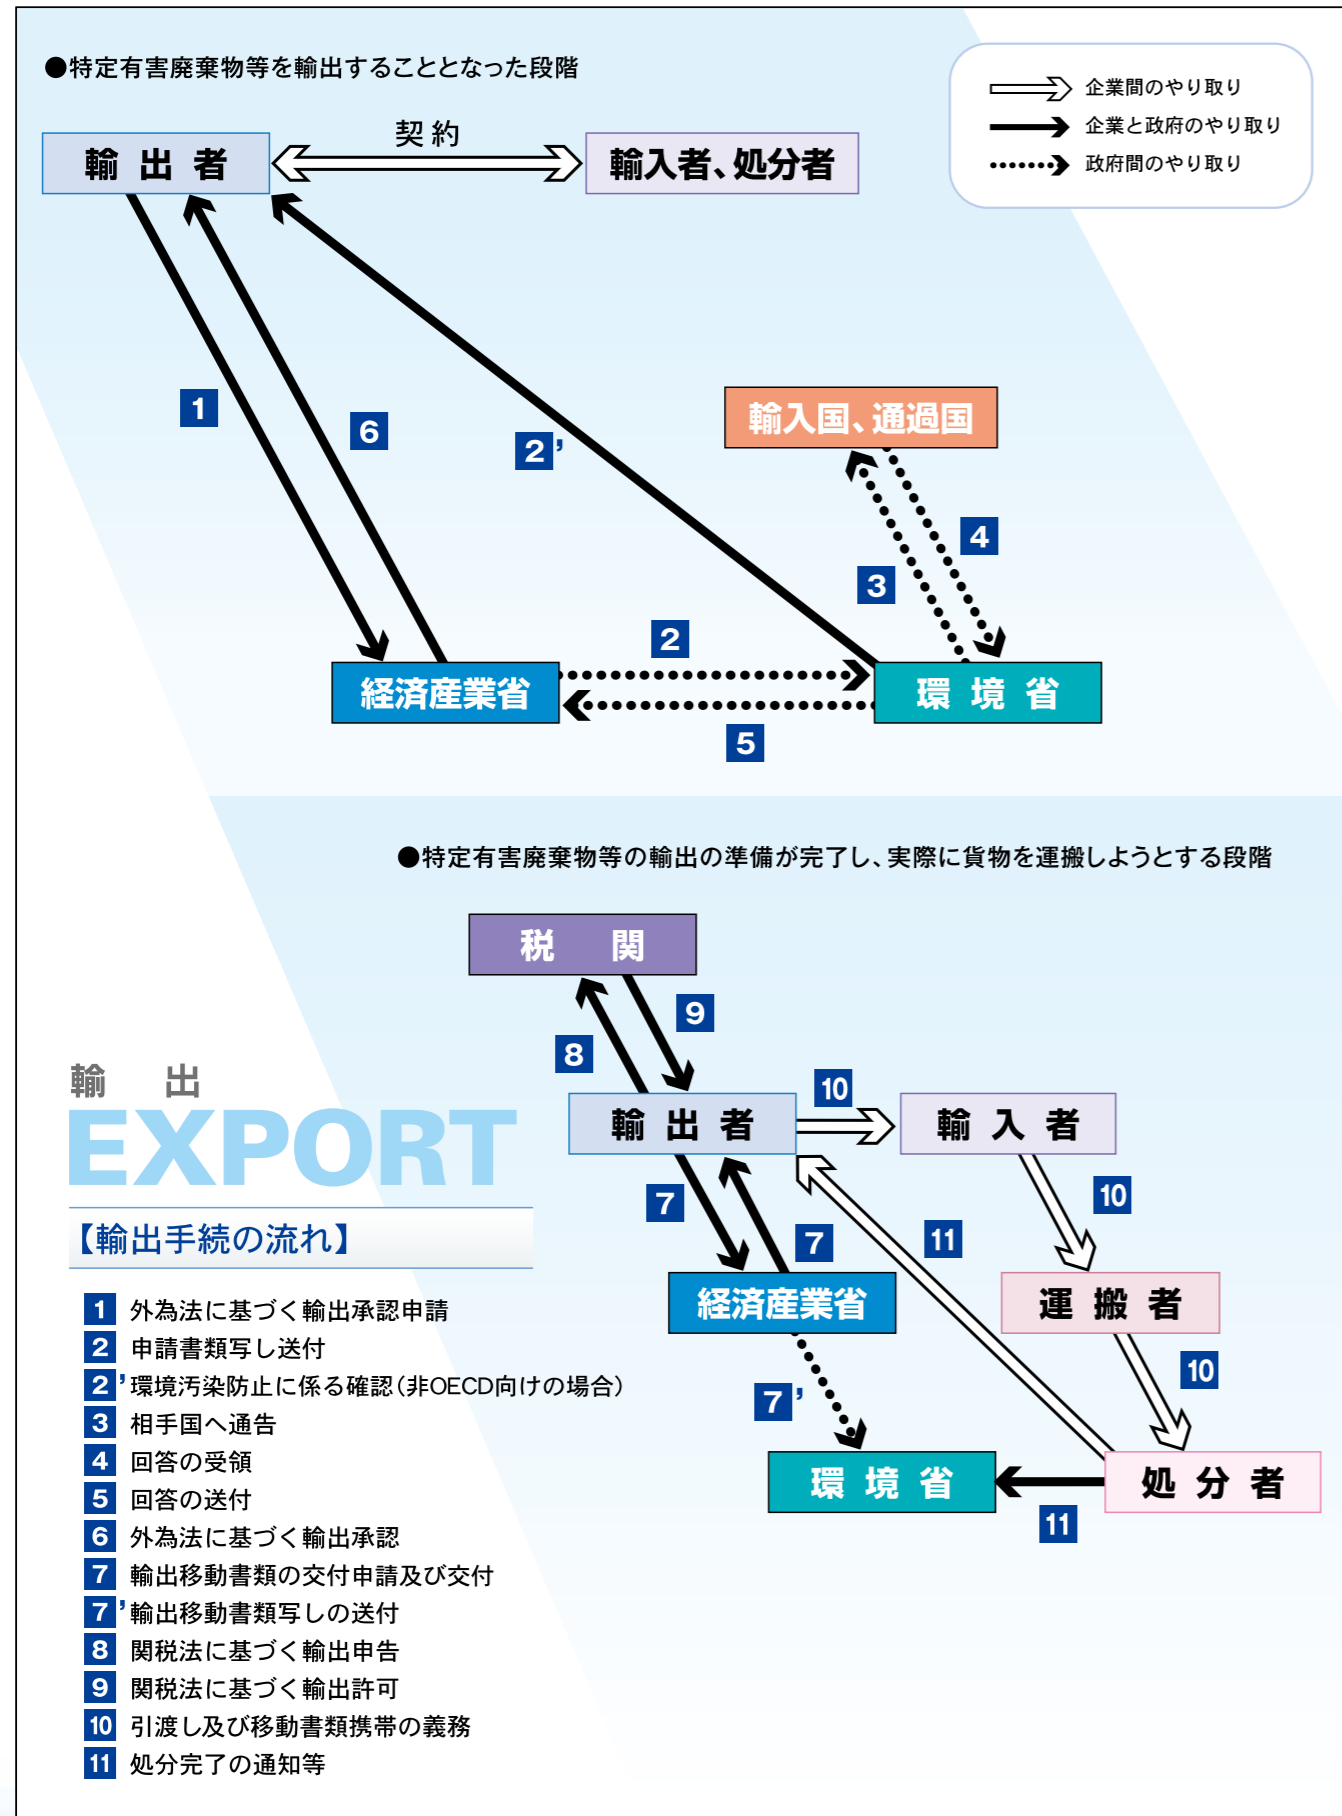 ●特定有害廃棄物等を輸出することとなった段階
企業間のやり取り
企業と政府のやり取り
政府間のやり取り
契約
輸出者
輸入者、処分者
1
6
2’
輸入国、通過国
4
3
2
経済産業省
環境省
5
●特定有害廃棄物等の輸出の準備が完了し、実際に貨物を運搬しようとする段階
税関
9
8
10
輸出者
輸入者
7
10
11
7
経済産業省
運搬者
10
7’
環境省
処分者
11
輸出
EXPORT
【輸出手続の流れ】
1 外為法に基づく輸出承認申請
2 申請書類写し送付
2’環境汚染防止に係る確認（非OECD向けの場合）
3 相手国へ通告
4 回答の受領
5 回答の送付
6 外為法に基づく輸出承認
7 輸出移動書類の交付申請及び交付
7’輸出移動書類写しの送付
8 関税法に基づく輸出申告
9 関税法に基づく輸出許可
10 引渡し及び移動書類携帯の義務
11 処分完了の通知等